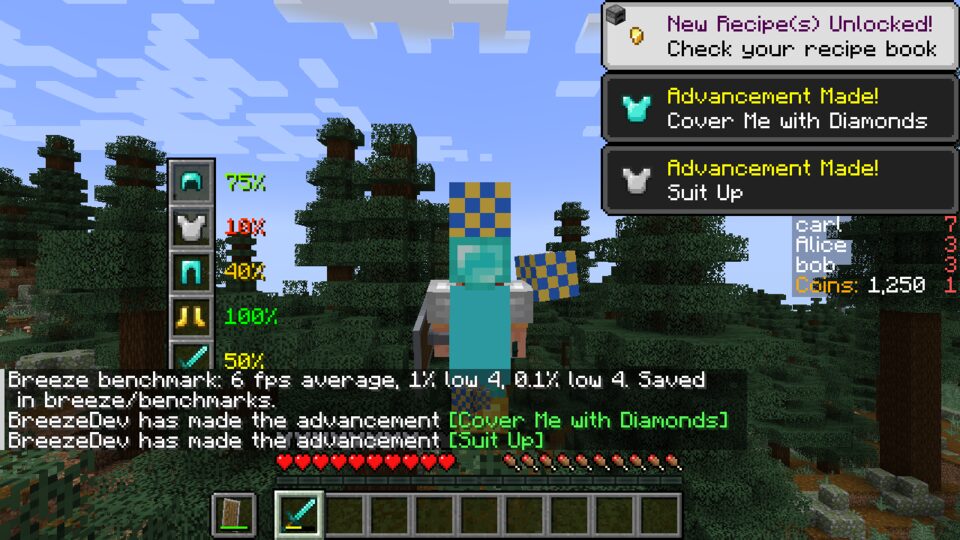 New Recipe(s) Unlocked!
Check your recipe book
Advancement Made!
Cover Me with Diamonds
Advancement Made!
Suit Up
75%
10%
40%
100%
50%
carl 7
Alice 3
bob 3
Coins: 1,250 1
Breeze benchmark: 6 fps average, 1% low 4, 0.1% low 4. Saved
in breeze/benchmarks.
BreezeDev has made the advancement [Cover Me with Diamonds]
BreezeDev has made the advancement [Suit Up]